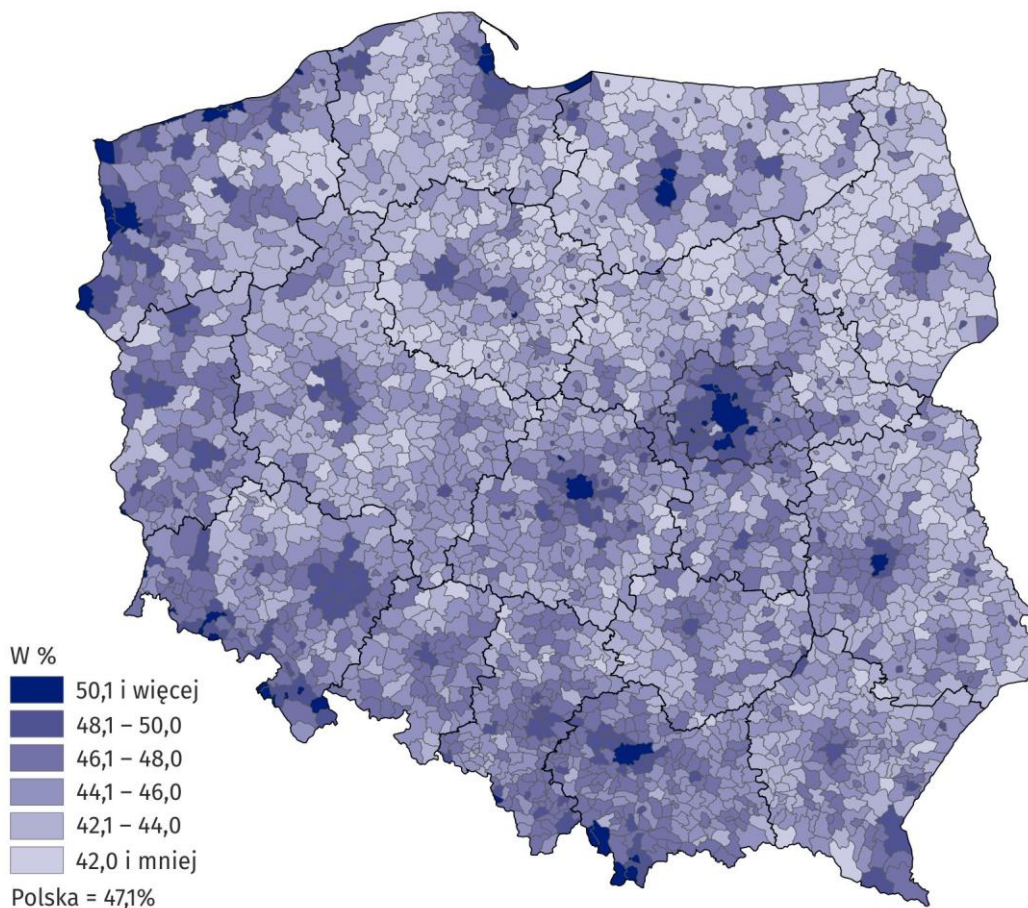 W %
50,1 i więcej
48,1 – 50,0
46,1 – 48,0
44,1 – 46,0
42,1 – 44,0
42,0 i mniej
Polska = 47,1%